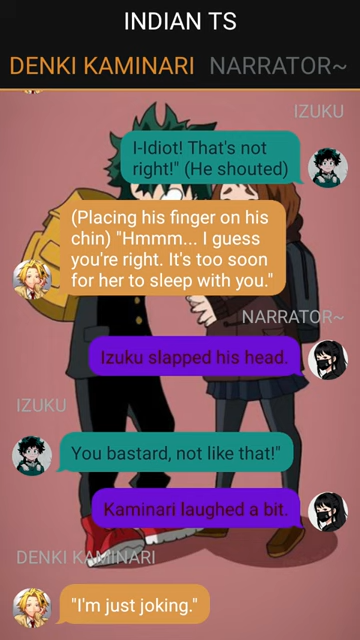 INDIAN TS
DENKI KAMINARI NARRATOR~
IZUKU
I-Idiot! That's not
right!" (He shouted)
(Placing his finger on his
chin) "Hmmm... I guess
you're right. It's too soon
for her to sleep with you."
NARRATOR~
Izuku slapped his head.
IZUKU
You bastard, not like that!"
Kaminari laughed a bit.
DENKI KAMINARI
"I'm just joking."